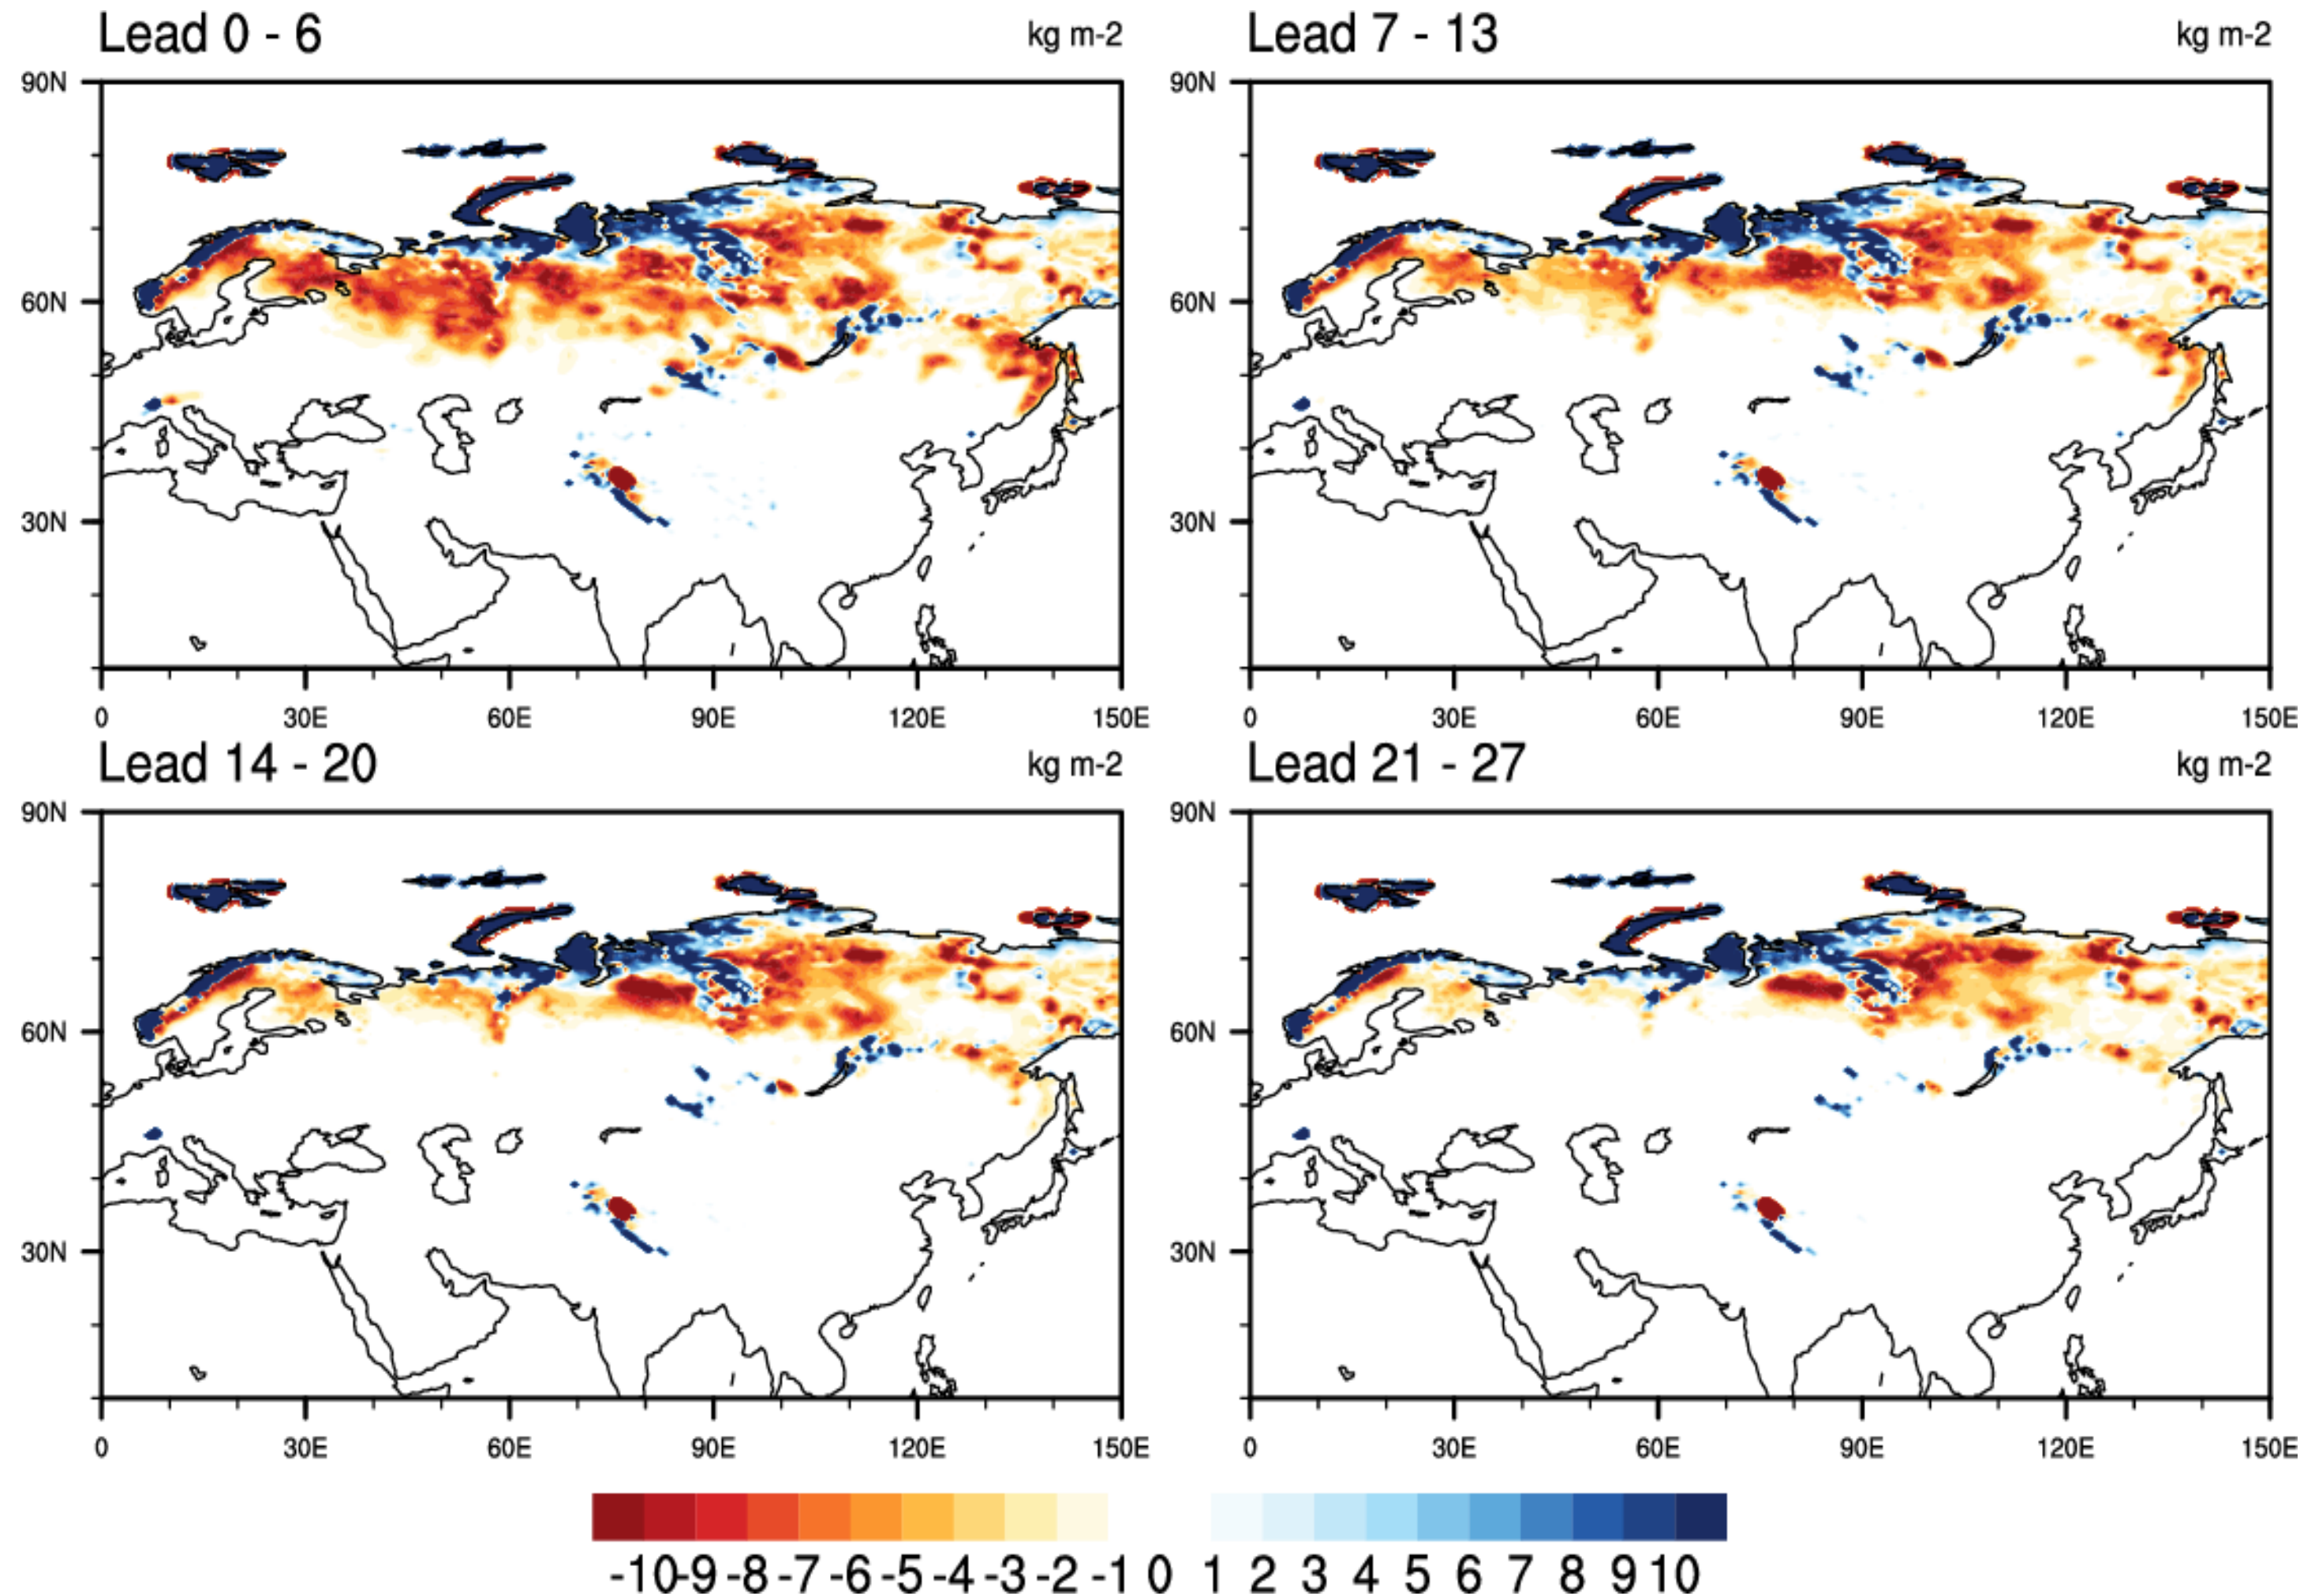 Lead 0 - 6 kg m-2
90N
60N
30N
0 30E 60E 90E 120E 150E
Lead 7 - 13 kg m-2
90N
60N
30N
0 30E 60E 90E 120E 150E
Lead 14 - 20 kg m-2
90N
60N
30N
0 30E 60E 90E 120E 150E
Lead 21 - 27 kg m-2
90N
60N
30N
0 30E 60E 90E 120E 150E
-10 -9 -8 -7 -6 -5 -4 -3 -2 -1 0 1 2 3 4 5 6 7 8 9 10